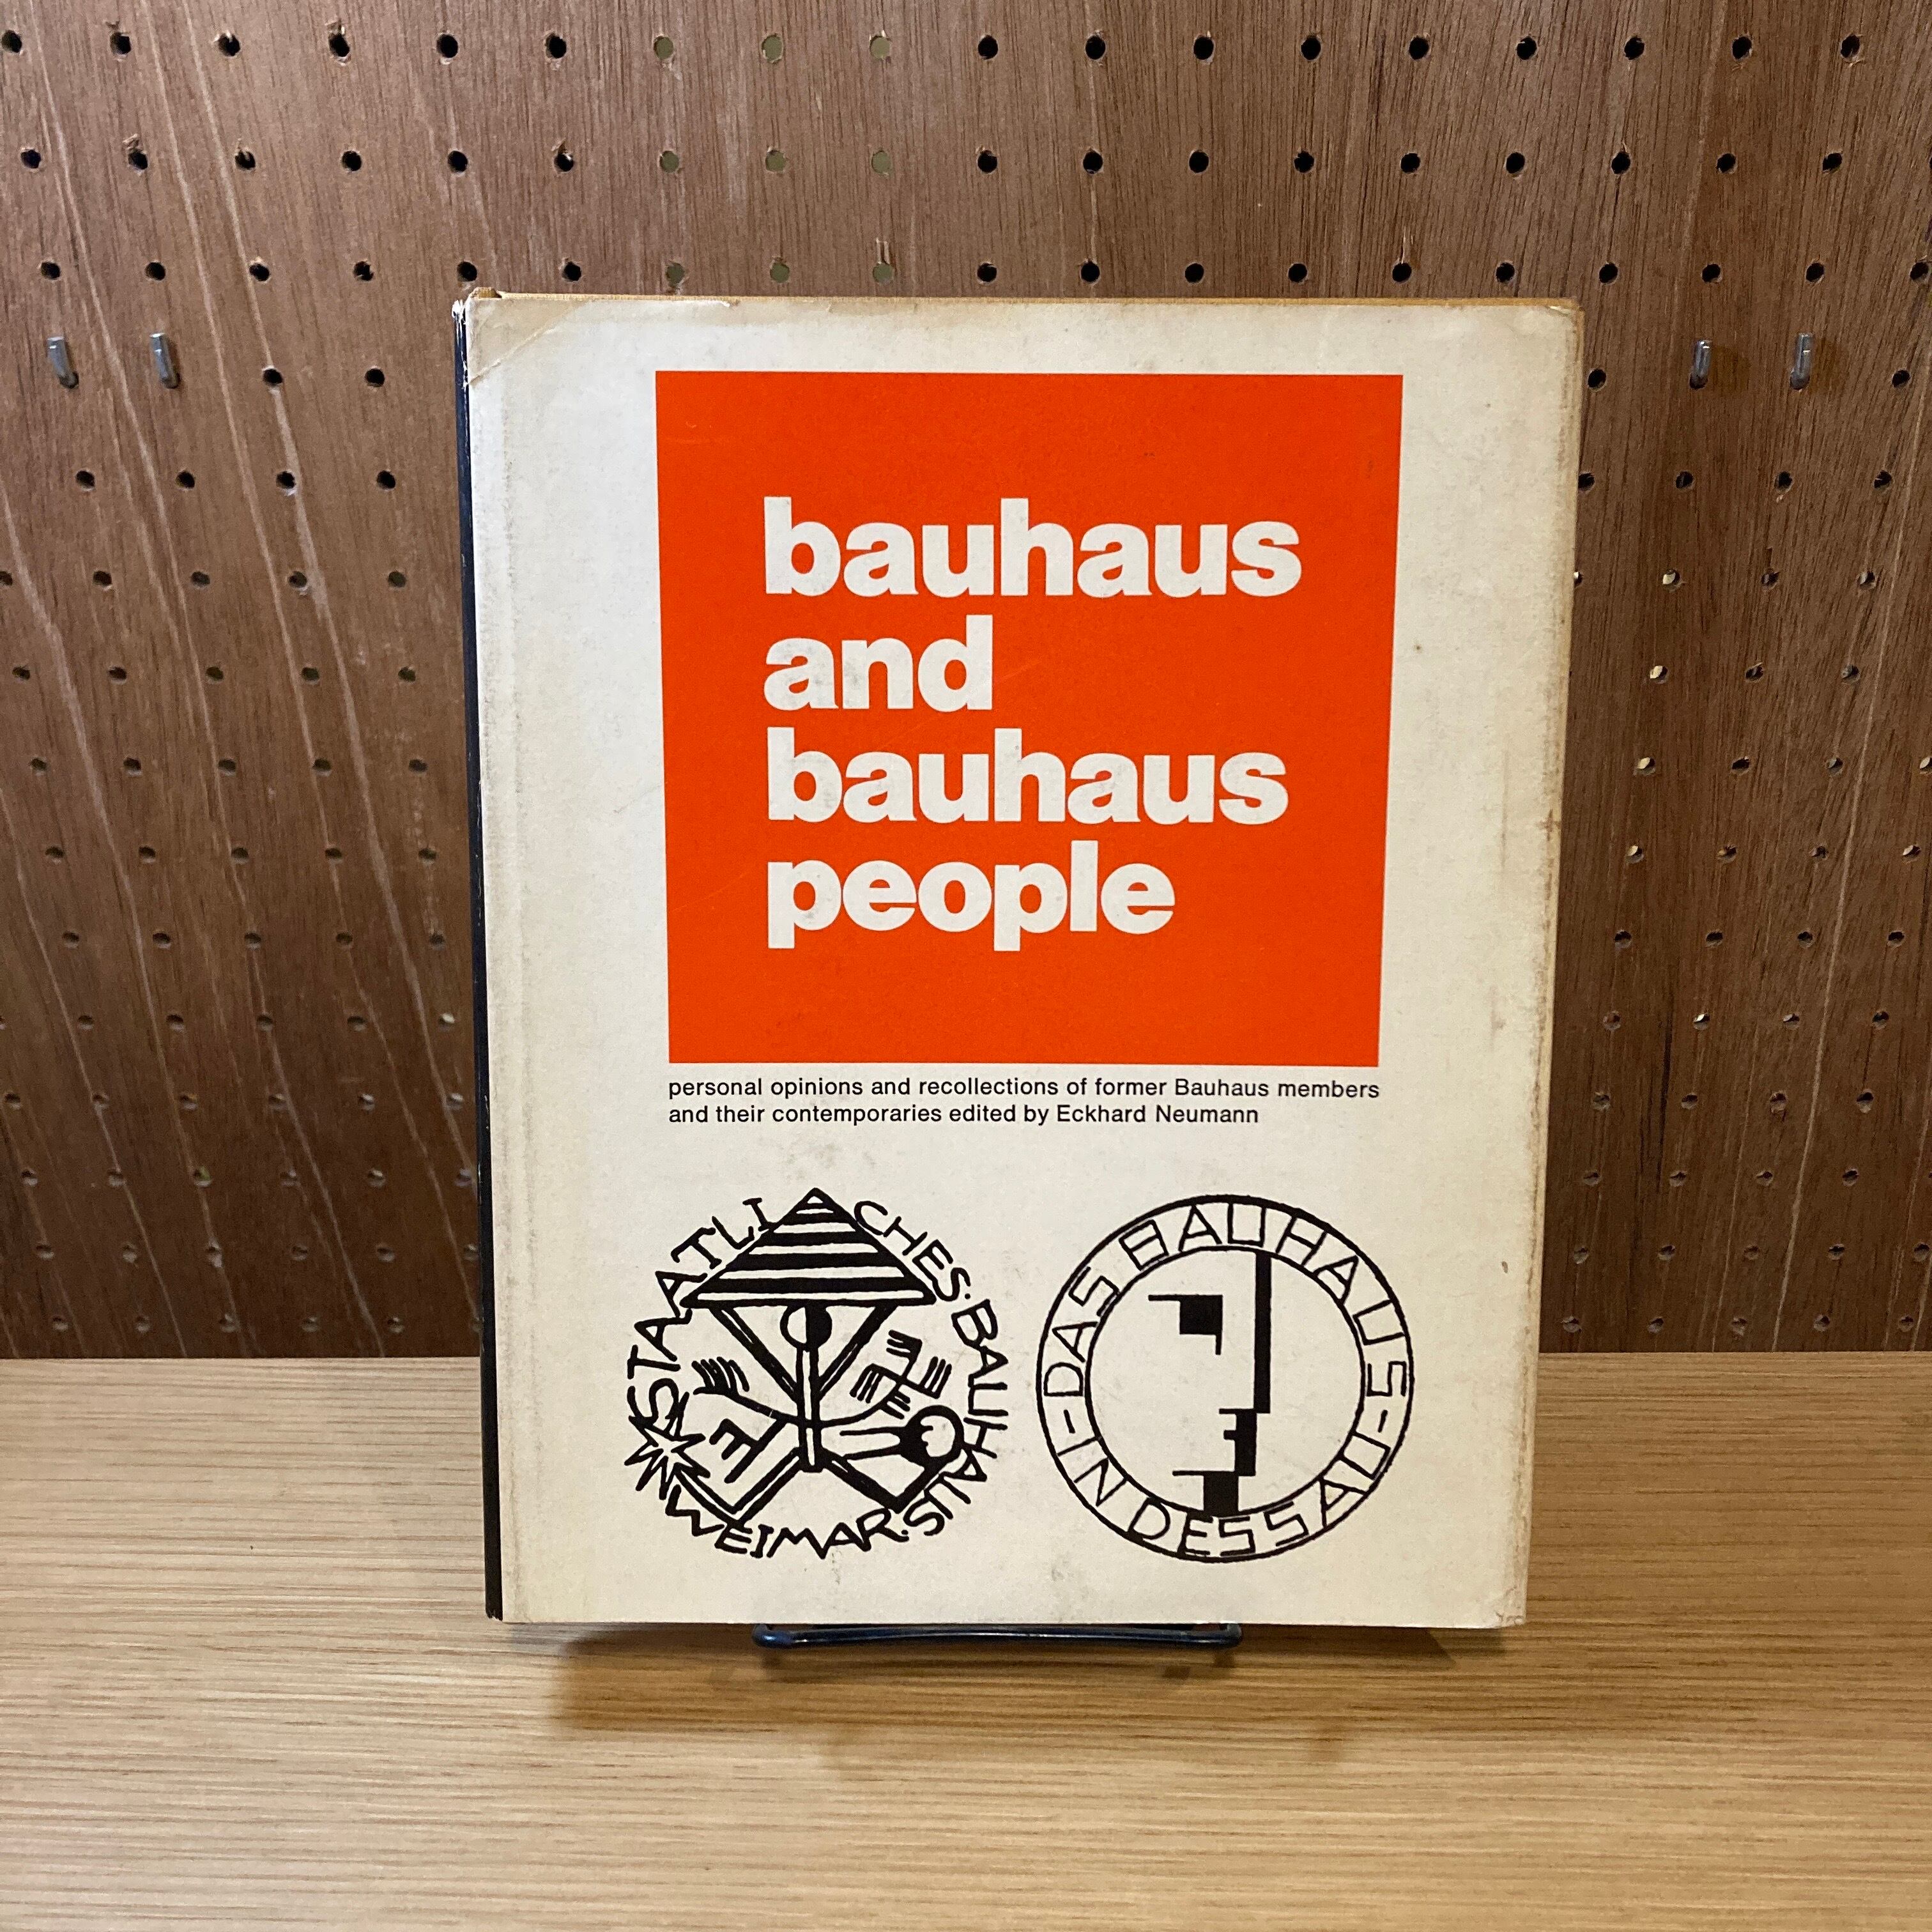 bauhaus
and
bauhaus
people
personal opinions and recollections of former Bauhaus members
and their contemporaries edited by Eckhard Neumann
STAATLICHES·BAUHAUS
WEIMAR·
DAS BAUHAUS-
IN DESSAU-